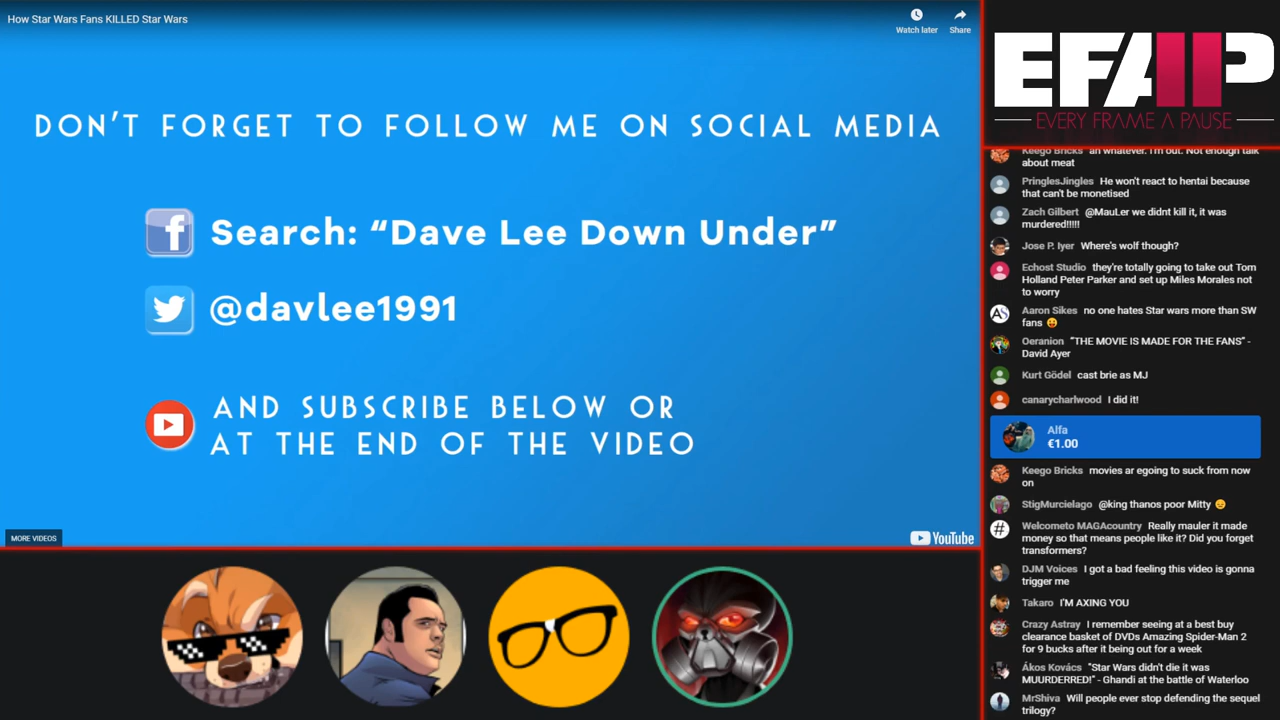 How Star Wars Fans KILLED Star Wars
Watch later
Share
DON'T FORGET TO FOLLOW ME ON SOCIAL MEDIA
Search: “Dave Lee Down Under”
@davlee1991
AND SUBSCRIBE BELOW OR
AT THE END OF THE VIDEO
MORE VIDEOS
YouTube
EFAP
EVERY FRAME A PAUSE
Keego Bricks ah whatever. I'm out. Not enough talk
about meat
PringlesJingles He won't react to hentai because
that can't be monetised
Zach Gilbert @MauLer we didnt kill it, it was
murdered!!!!!
Jose P. Iyer Where's wolf though?
Echost Studio they're totally going to take out Tom
Holland Peter Parker and set up Miles Morales not
to worry
AS
Aaron Sikes no one hates Star wars more than SW
fans
Oeranion "THE MOVIE IS MADE FOR THE FANS" -
David Ayer
Kurt Gödel cast brie as MJ
canarycharlwood I did it!
Alfa
€1.00
Keego Bricks movies ar egoing to suck from now
on
StigMurcielago @king thanos poor Mitty
#
Welcometo MAGAcountry Really mauler it made
money so that means people like it? Did you forget
transformers?
DJM Voices I got a bad feeling this video is gonna
trigger me
Takaro I'M AXING YOU
Crazy Astray I remember seeing at a best buy
clearance basket of DVDs Amazing Spider-Man 2
for 9 bucks after it being out for a week
Ákos Kovács "Star Wars didn't die it was
MUURDERRED!" - Ghandi at the battle of Waterloo
MrShiva Will people ever stop defending the sequel
trilogy?